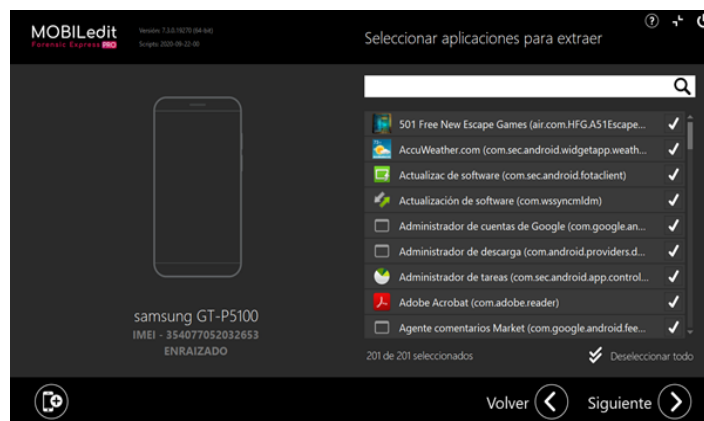 MOBILedit
Forensic Express PRO
Versión: 7.3.0.19270 (64-bit)
Scripts: 2020-09-22-00
Seleccionar aplicaciones para extraer
?
501 Free New Escape Games (air.com.HFG.A51Escape...
AccuWeather.com (com.sec.android.widgetapp.weath...
Actualizac de software (com.sec.android.fotaclient)
Actualización de software (com.wssyncmldm)
Administrador de cuentas de Google (com.google.an...
Administrador de descarga (com.android.providers.d...
Administrador de tareas (com.sec.android.app.control...
Adobe Acrobat (com.adobe.reader)
Agente comentarios Market (com.google.android.fee...
samsung GT-P5100
IMEI - 354077052032653
ENRAIZADO
201 de 201 seleccionados
Deseleccionar todo
Volver
Siguiente